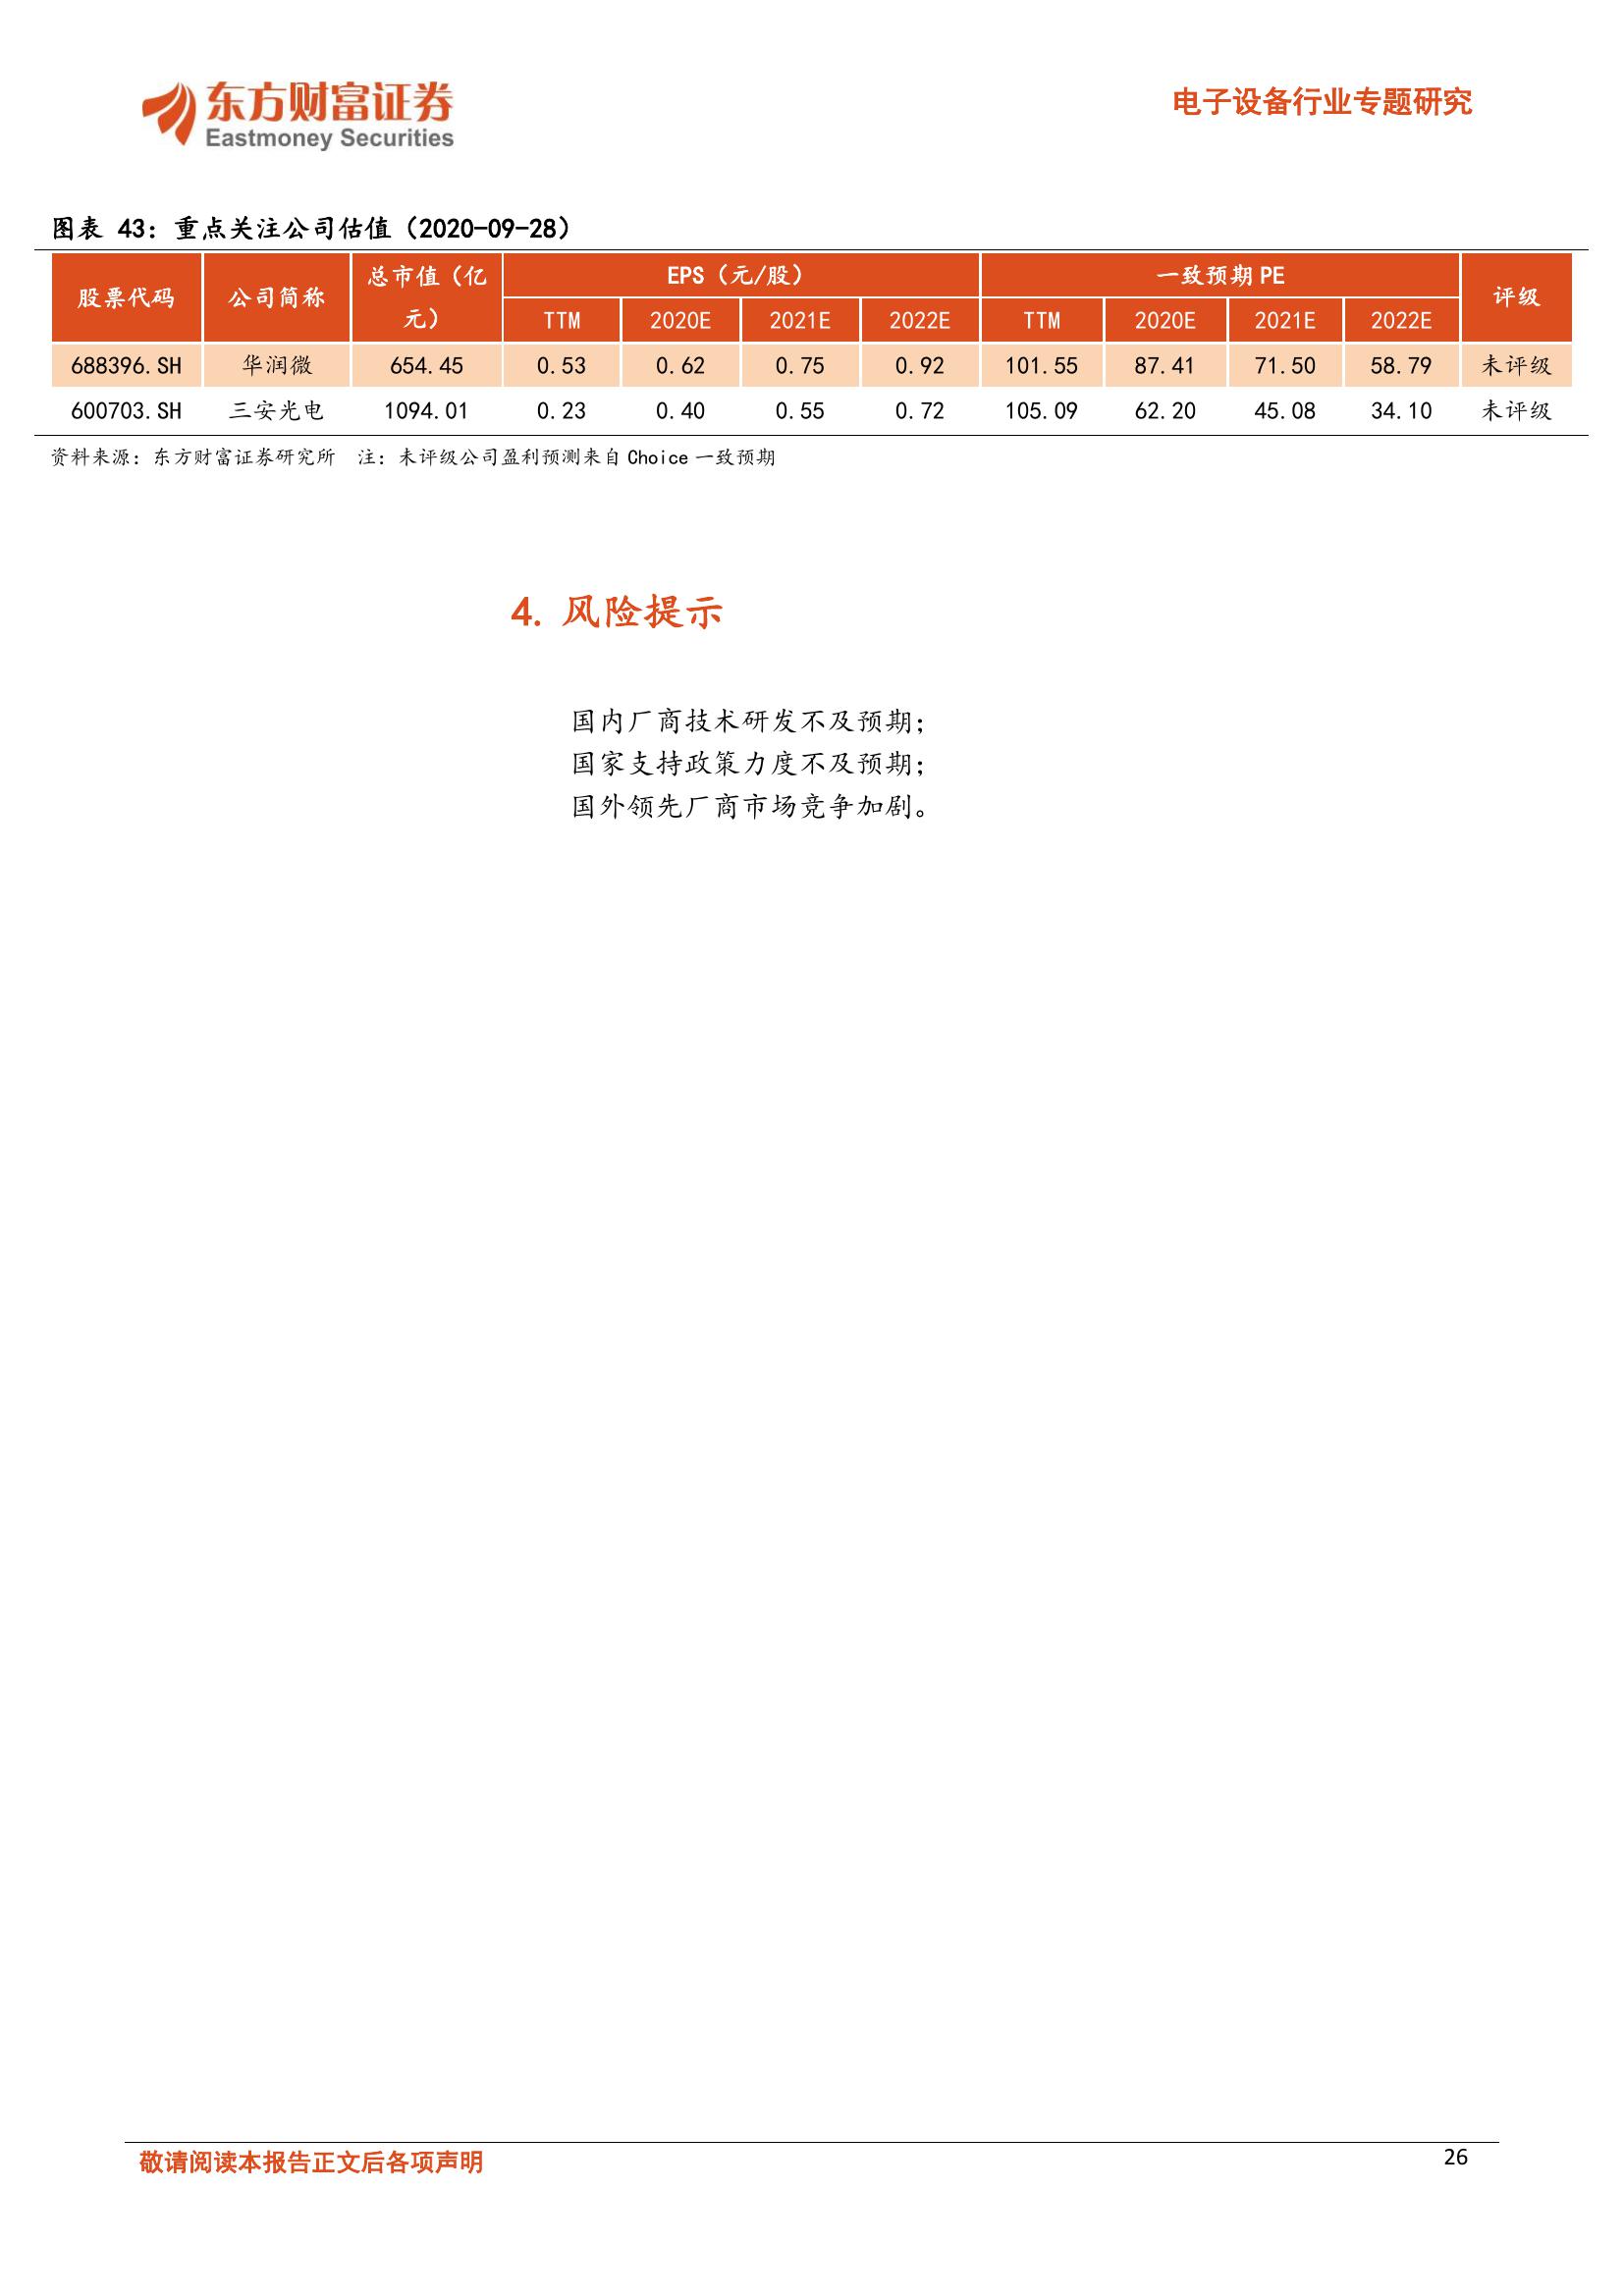 东方财富证券
Eastmoney Securities
电子设备行业专题研究
图表 43：重点关注公司估值（2020-09-28）
股票代码 公司简称 总市值（亿元） EPS（元/股） 一致预期 PE 评级
TTM 2020E 2021E 2022E TTM 2020E 2021E 2022E
688396.SH 华润微 654.45 0.53 0.62 0.75 0.92 101.55 87.41 71.50 58.79 未评级
600703.SH 三安光电 1094.01 0.23 0.40 0.55 0.72 105.09 62.20 45.08 34.10 未评级
资料来源：东方财富证券研究所 注：未评级公司盈利预测来自 Choice 一致预期
4. 风险提示
国内厂商技术研发不及预期；
国家支持政策力度不及预期；
国外领先厂商市场竞争加剧。
敬请阅读本报告正文后各项声明
26